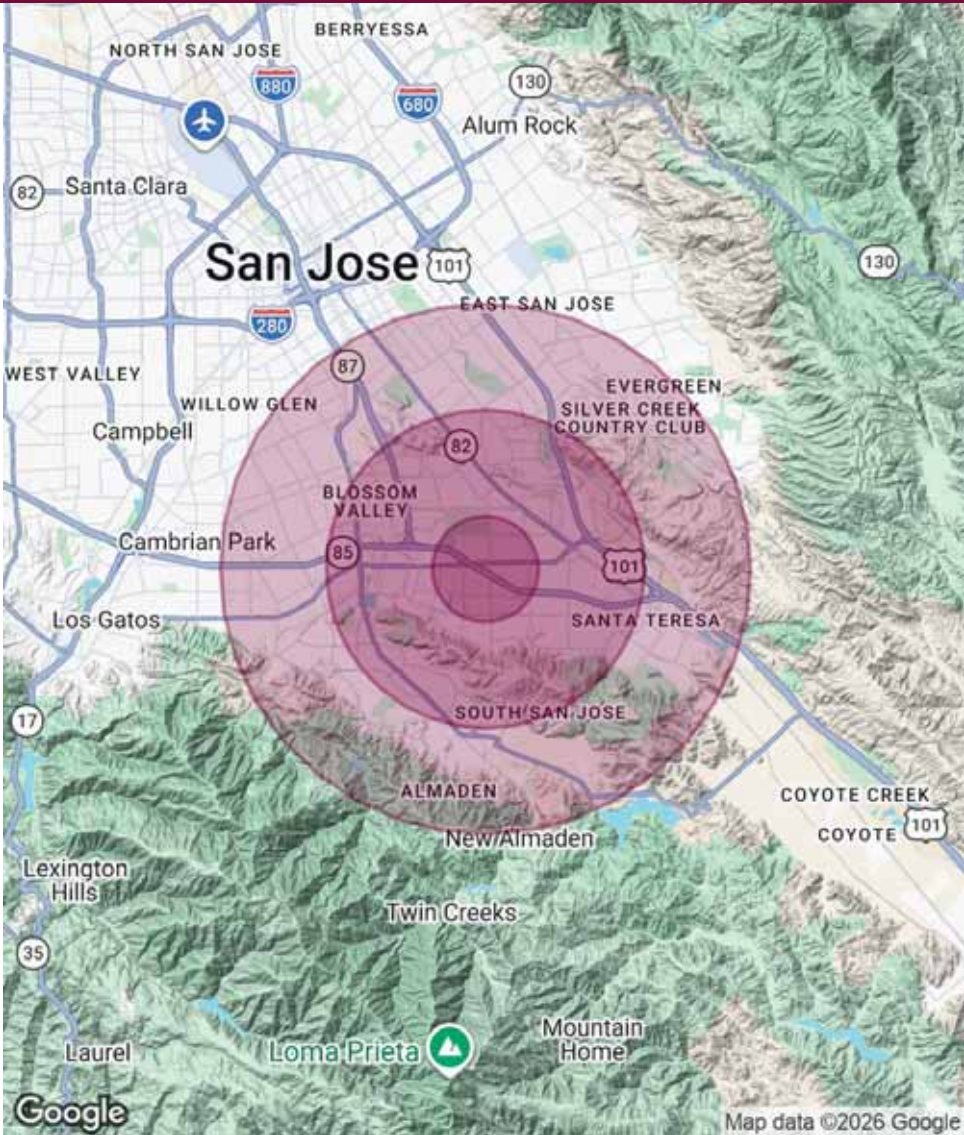 BERRYESSA
NORTH SAN JOSE
880
680
130
Alum Rock
82
Santa Clara
San Jose
101
130
EAST SAN JOSE
280
87
WEST VALLEY
EVERGREEN
WILLOW GLEN
SILVER CREEK
COUNTRY CLUB
Campbell
82
BLOSSOM
VALLEY
Cambrian Park
85
101
Los Gatos
SANTA TERESA
17
SOUTH SAN JOSE
ALMADEN
COYOTE CREEK
101
COYOTE
New Almaden
Lexington
Hills
Twin Creeks
35
Mountain
Home
Laurel
Loma Prieta
Google
Map data ©2026 Google